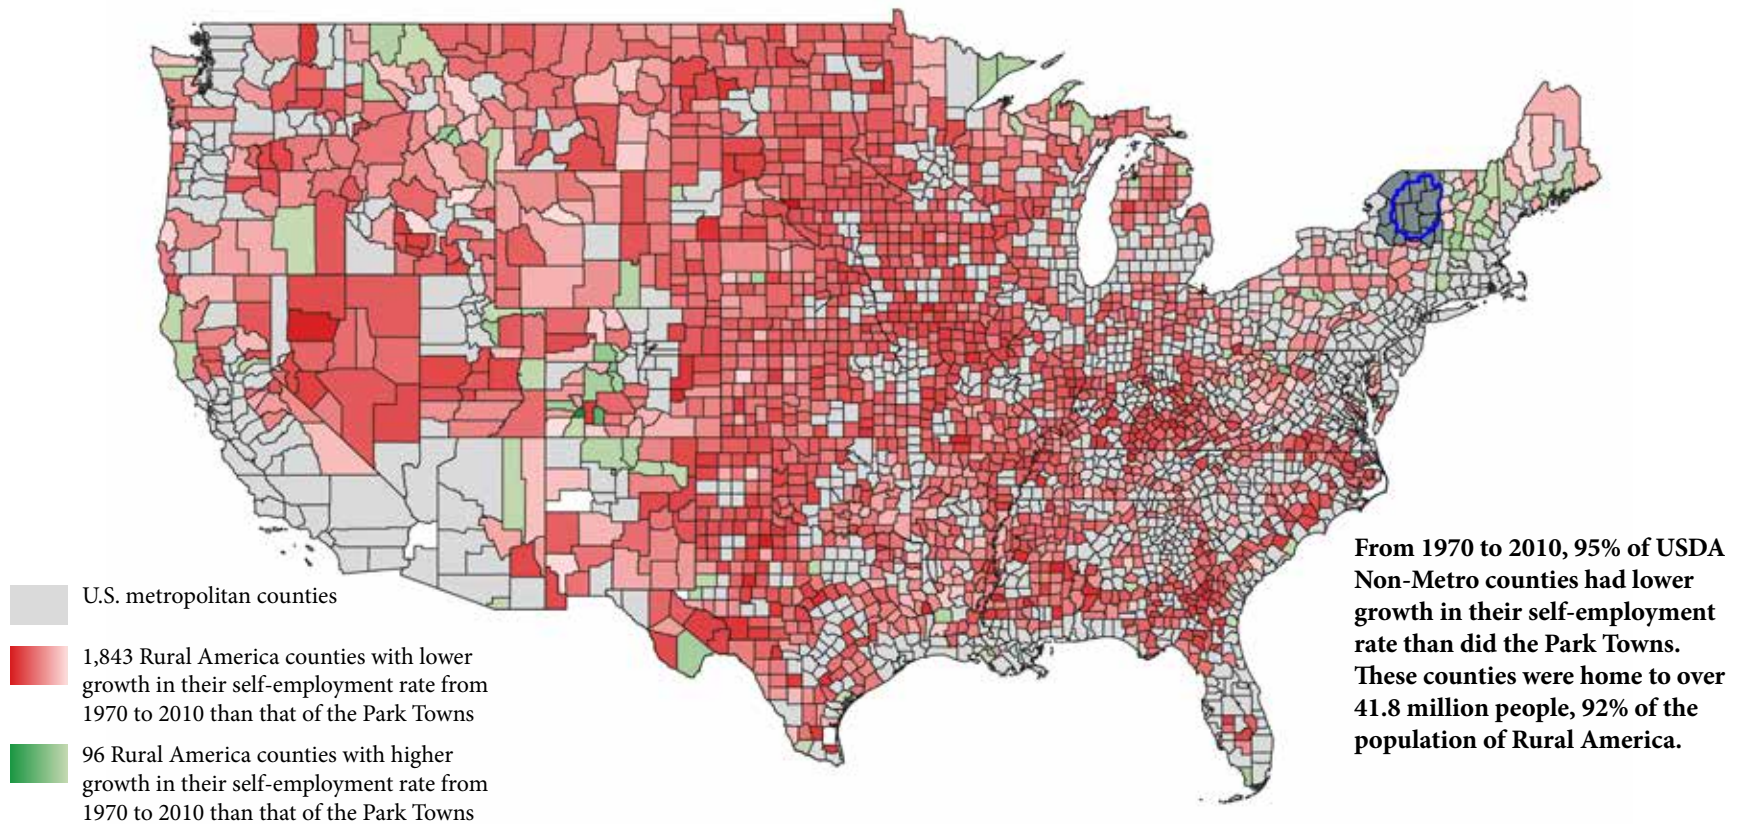 From 1970 to 2010, 95% of USDA
Non-Metro counties had lower
growth in their self-employment
rate than did the Park Towns.
These counties were home to over
41.8 million people, 92% of the
population of Rural America.
U.S. metropolitan counties
1,843 Rural America counties with lower
growth in their self-employment rate from
1970 to 2010 than that of the Park Towns
96 Rural America counties with higher
growth in their self-employment rate from
1970 to 2010 than that of the Park Towns